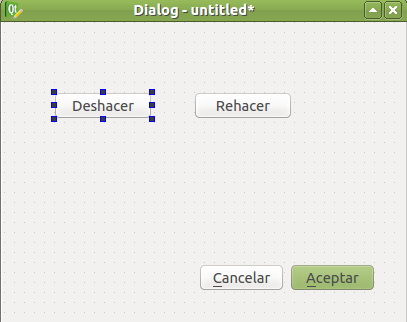 Dialog - untitled*
Deshacer Rehacer
Cancelar Aceptar